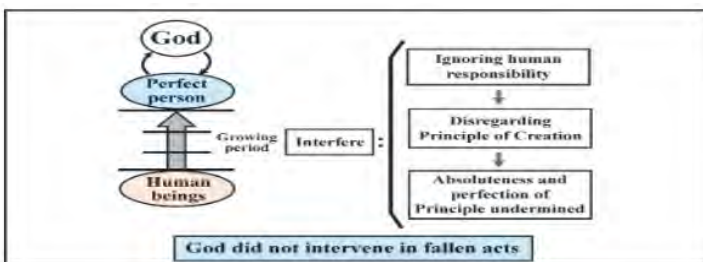 God
Perfect
person
Growing
period
Human
beings
Interfere :
Ignoring human
responsibility
Disregarding
Principle of Creation
Absoluteness and
perfection of
Principle undermined
God did not intervene in fallen acts